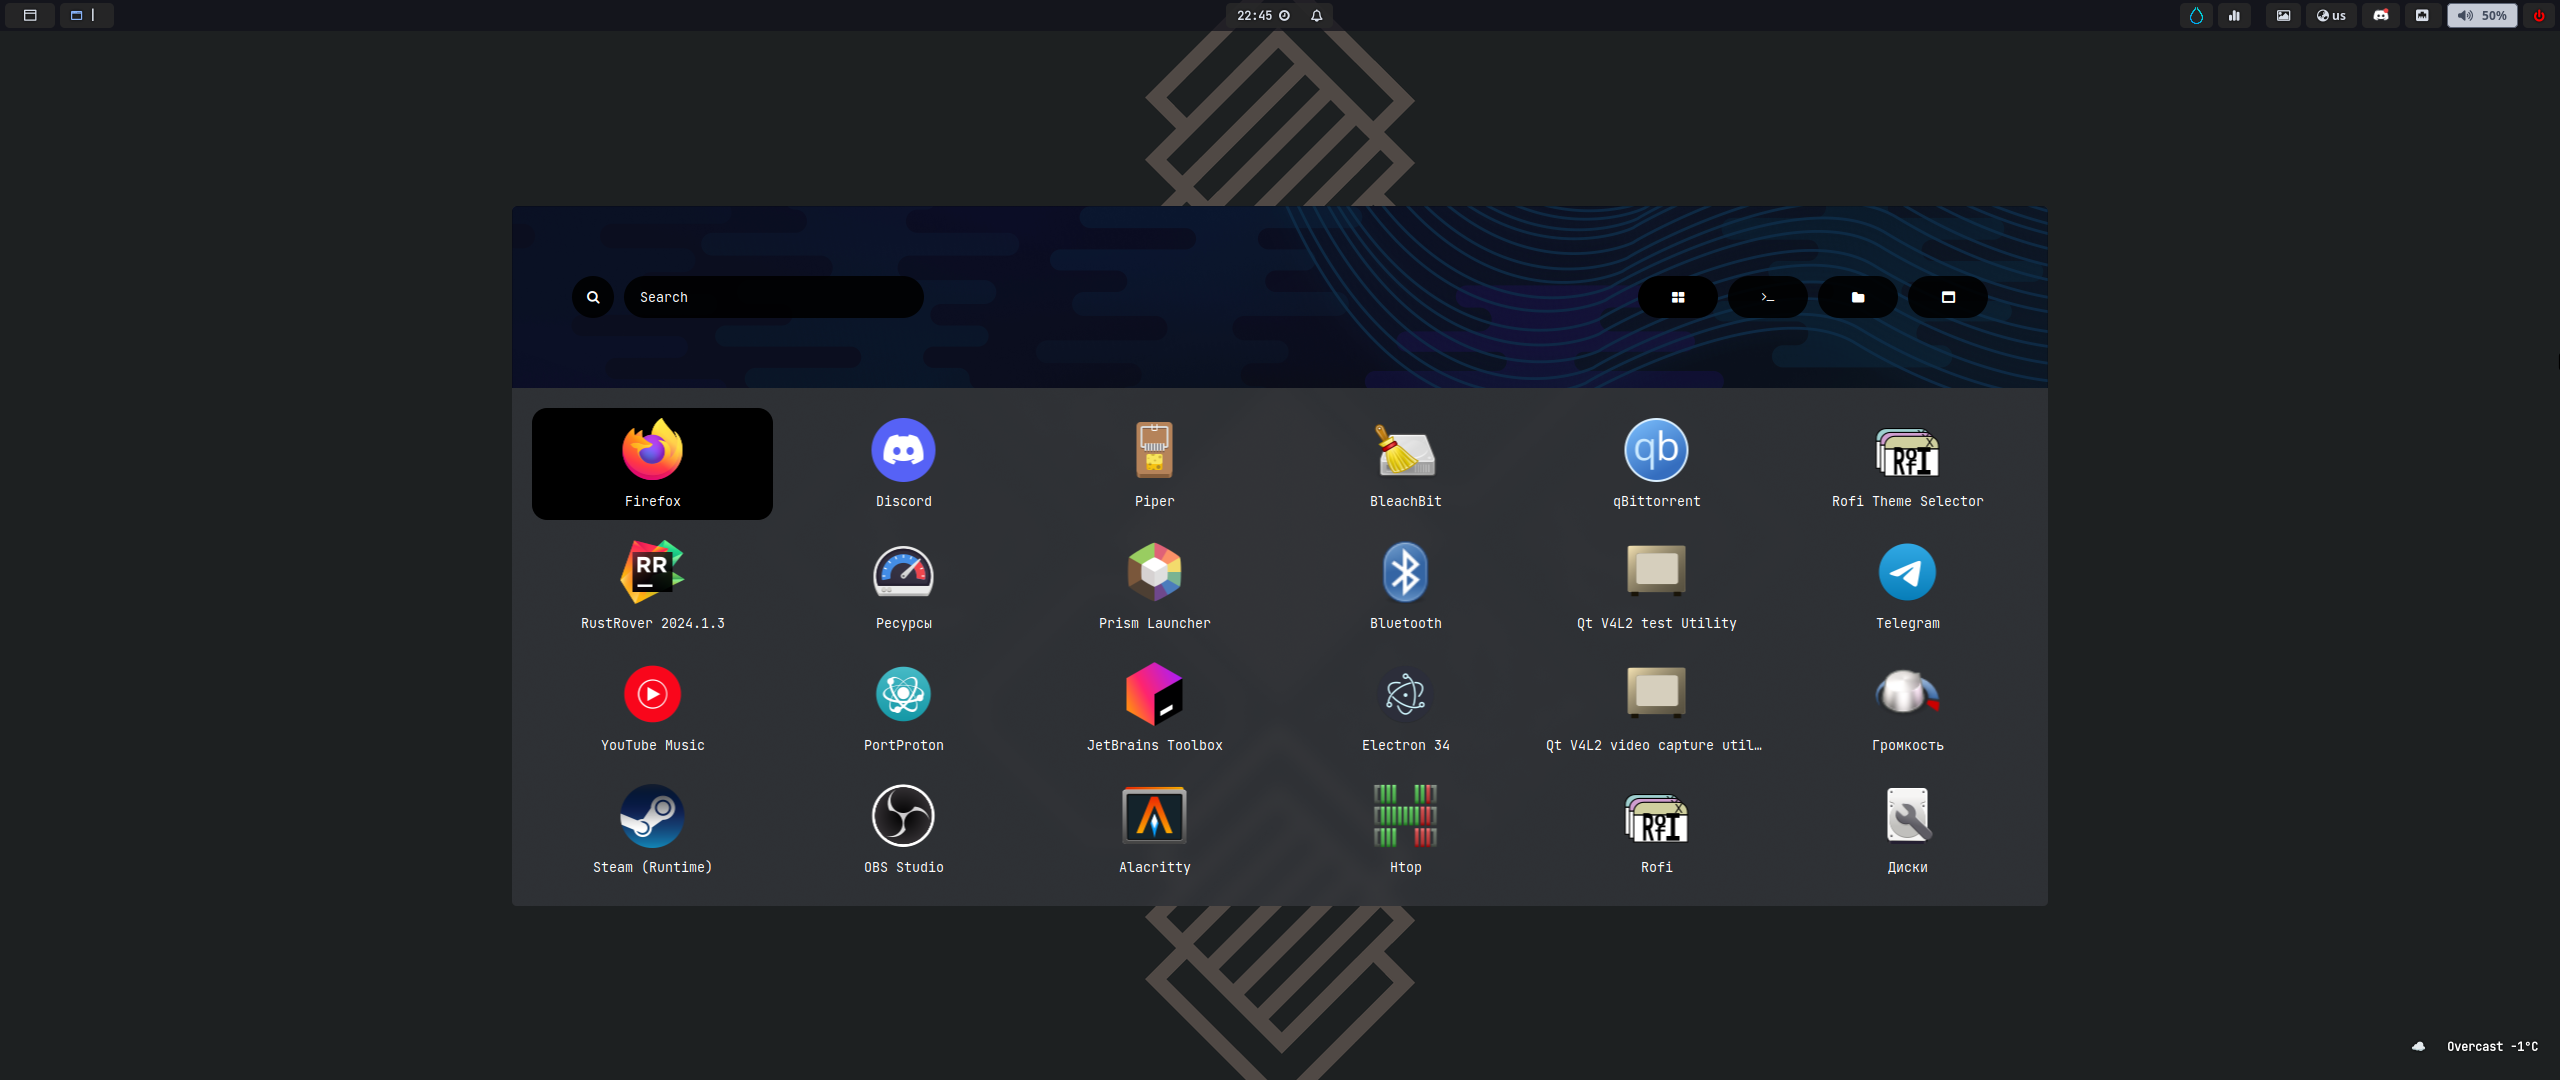 22:45
us
50%
Search
Firefox
Discord
Piper
BleachBit
qBittorrent
Rofi Theme Selector
RustRover 2024.1.3
Ресурсы
Prism Launcher
Bluetooth
Qt V4L2 test Utility
Telegram
YouTube Music
PortProton
JetBrains Toolbox
Electron 34
Qt V4L2 video capture util…
Громкость
Steam (Runtime)
OBS Studio
Alacritty
Htop
Rofi
Диски
Overcast -1°C